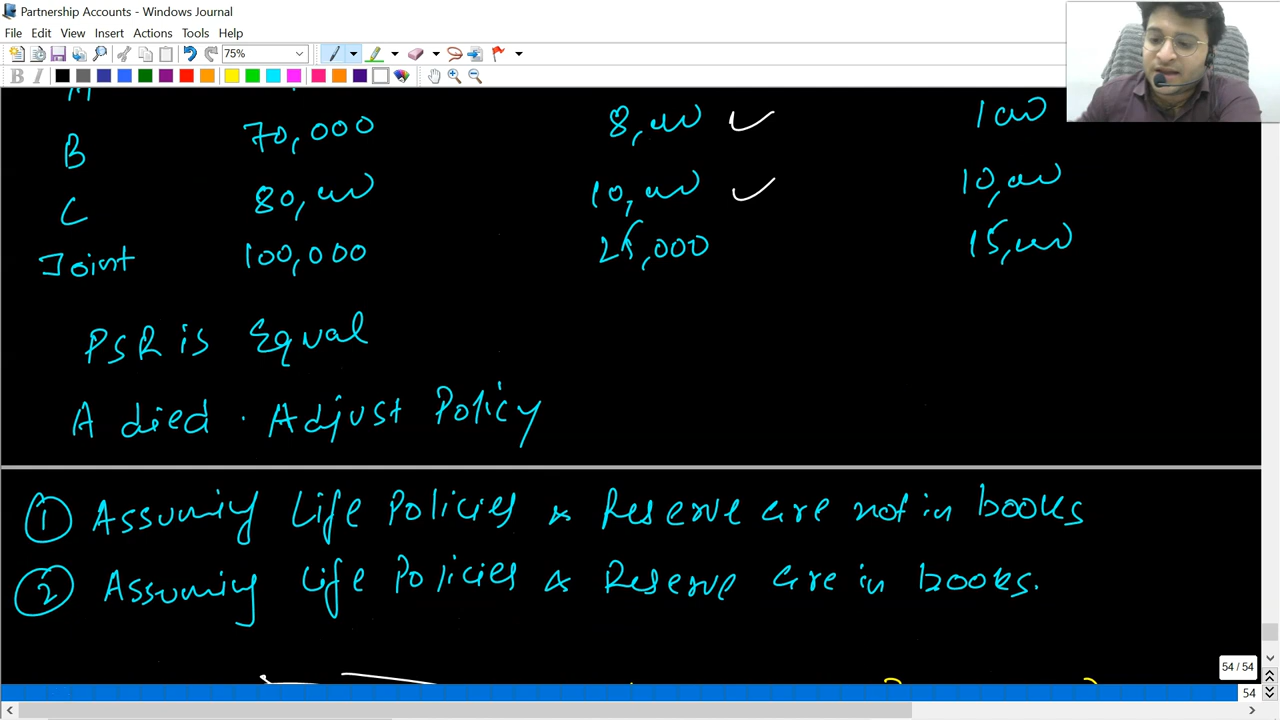 Partnership Accounts - Windows Journal
File Edit View Insert Actions Tools Help
75%
B I
B 70,000 8,000 1000
C 80,000 10,000 10,000
Joint 100,000 25,000 15,000
PSR is Equal
A died. Adjust Policy
① Assuming Life Policies & Reserve are not in books
② Assuming Life Policies & Reserve are in books.
54 / 54
54